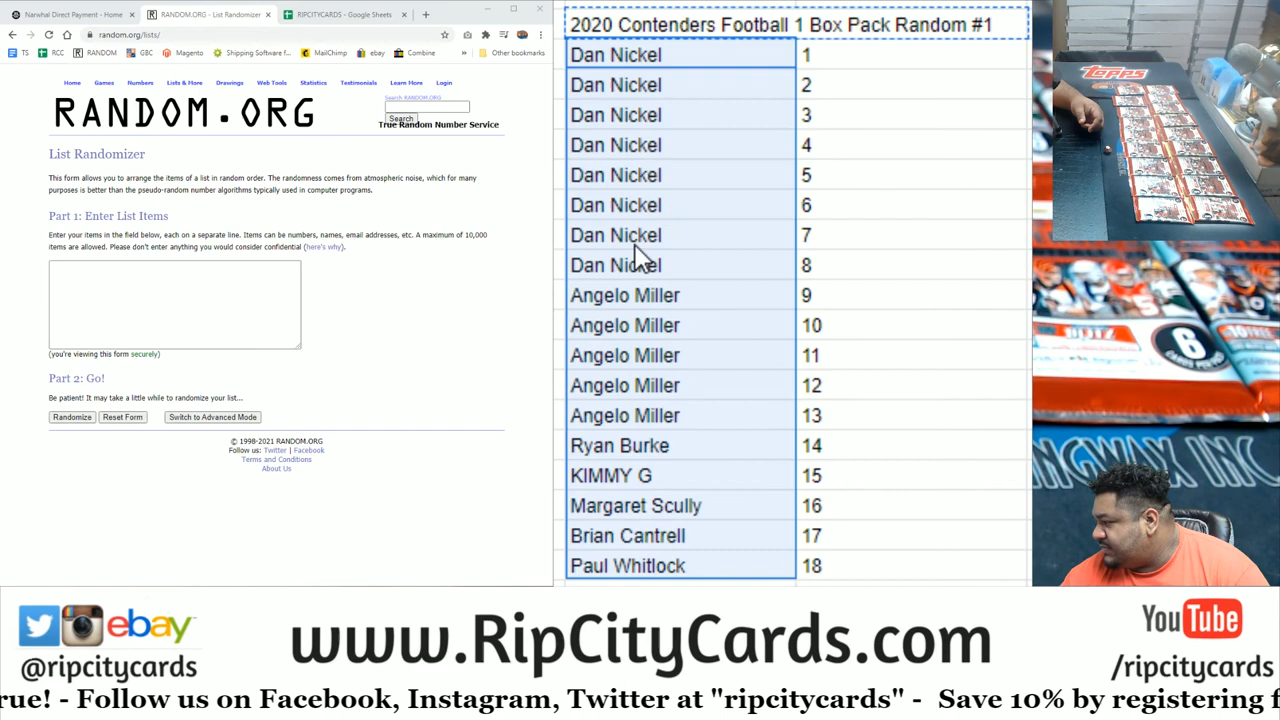 Narwhal Direct Payment - Home
RANDOM.ORG - List Randomizer
RIPCITYCARDS - Google Sheets
random.org/lists/
TS RCC RANDOM GBC Magento Shipping Software f... MailChimp ebay Combine Other bookmarks
Home Games Numbers Lists & More Drawings Web Tools Statistics Testimonials Learn More Login
Search RANDOM.ORG
RANDOM.ORG
Search
True Random Number Service
List Randomizer
This form allows you to arrange the items of a list in random order. The randomness comes from atmospheric noise, which for many
purposes is better than the pseudo-random number algorithms typically used in computer programs.
Part 1: Enter List Items
Enter your items in the field below, each on a separate line. Items can be numbers, names, email addresses, etc. A maximum of 10,000
items are allowed. Please don't enter anything you would consider confidential (here's why).
(you're viewing this form securely)
Part 2: Go!
Be patient! It may take a little while to randomize your list...
Randomize Reset Form Switch to Advanced Mode
© 1998-2021 RANDOM.ORG
Follow us: Twitter | Facebook
Terms and Conditions
About Us
2020 Contenders Football 1 Box Pack Random #1
Dan Nickel 1
Dan Nickel 2
Dan Nickel 3
Dan Nickel 4
Dan Nickel 5
Dan Nickel 6
Dan Nickel 7
Dan Nickel 8
Angelo Miller 9
Angelo Miller 10
Angelo Miller 11
Angelo Miller 12
Angelo Miller 13
Ryan Burke 14
KIMMY G 15
Margaret Scully 16
Brian Cantrell 17
Paul Whitlock 18
topps
6
INGWAX INC
ebay
@ripcitycards
www.RipCityCards.com
YouTube
/ripcitycards
rue! - Follow us on Facebook, Instagram, Twitter at "ripcitycards" - Save 10% by registering f